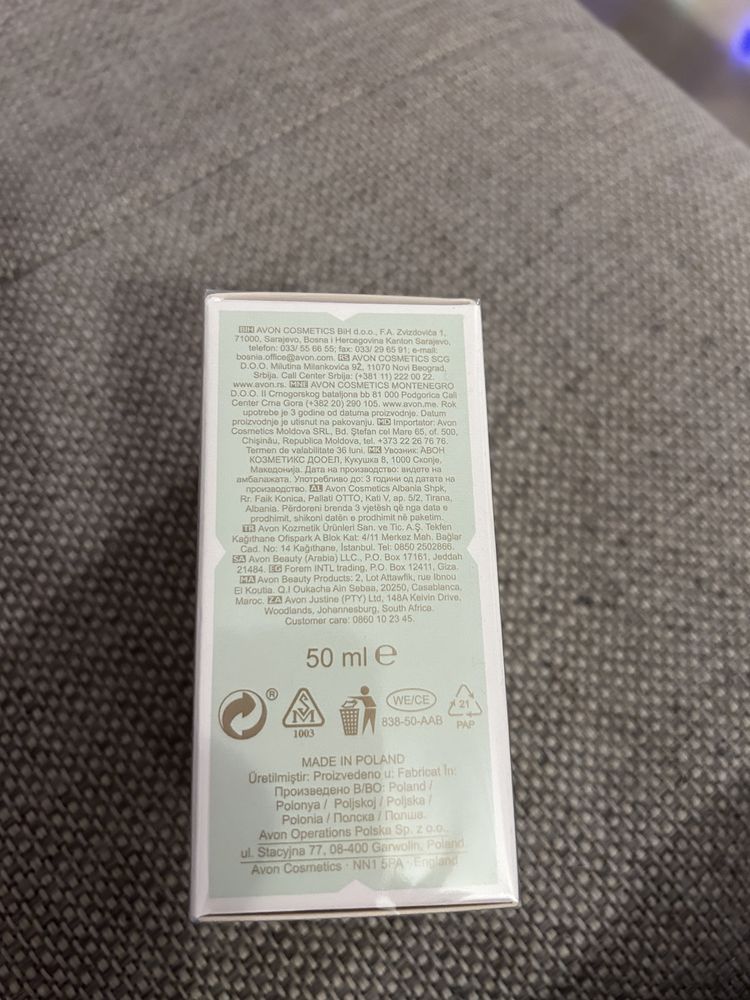 BIH AVON COSMETICS BiH d.o.o., F.A. Zvizdovića 1,
71000, Sarajevo, Bosna i Hercegovina Kanton Sarajevo,
telefon: 033/ 55 66 55; fax: 033/ 29 65 91; e-mail:
bosnia.office@avon.com. RS AVON COSMETICS SCG
D.O.O. Milutina Milankovića 9Ž, 11070 Novi Beograd,
Srbija. Call Center Srbija: (+381 11) 222 00 22.
www.avon.rs. MNE AVON COSMETICS MONTENEGRO
D.O.O. II Crnogorskog bataljona bb 81 000 Podgorica Call
Center Crna Gora (+382 20) 290 105. www.avon.me. Rok
upotrebe je 3 godine od datuma proizvodnje. Datum
proizvodnje je utisnut na pakovanju. MD Importator: Avon
Cosmetics Moldova SRL, Bd. Ştefan cel Mare 65, of. 500,
Chişinău, Republica Moldova, tel. +373 22 26 76 76.
Termen de valabilitate 36 luni. MK Увозник: АВОН
КОЗМЕТИКС ДООЕЛ, Кукушка 8, 1000 Скопје,
Македонија. Дата на производство: видете на
амбалажата. Употребливо до: 3 години од датата на
производство. AL Avon Cosmetics Albania Shpk,
Rr. Faik Konica, Pallati OTTO, Kati V, ap. 5/2, Tirana,
Albania. Përdoreni brenda 3 vjetësh që nga data e
prodhimit, shikoni datën e prodhimit në paketim.
TR Avon Kozmetik Ürünleri San. ve Tic. A.Ş. Tekfen
Kağıthane Ofispark A Blok Kat: 4/11 Merkez Mah. Bağlar
Cad. No: 14 Kağıthane, İstanbul. Tel: 0850 2502866.
SA Avon Beauty (Arabia) LLC., P.O. Box 17161, Jeddah
21484. EG Forem INTL trading, P.O. Box 12411, Giza.
MA Avon Beauty Products: 2, Lot Attawfik, rue Ibnou
El Koutia. Q.I Oukacha Ain Sebaa, 20250, Casablanca,
Maroc. ZA Avon Justine (PTY) Ltd, 148A Kelvin Drive,
Woodlands, Johannesburg, South Africa.
Customer care: 0860 10 23 45.
50 ml ℮
®
SM
1003
WE/CE
838-50-AAB
21
PAP
MADE IN POLAND
Üretilmiştir: Proizvedeno u: Fabricat în:
Произведено В/ВО: Poland /
Polonya / Poljskoj / Poljska /
Polonia / Полска / Полша.
Avon Operations Polska Sp. z o.o.,
ul. Stacyjna 77, 08-400 Garwolin, Poland
Avon Cosmetics · NN1 5PA · England